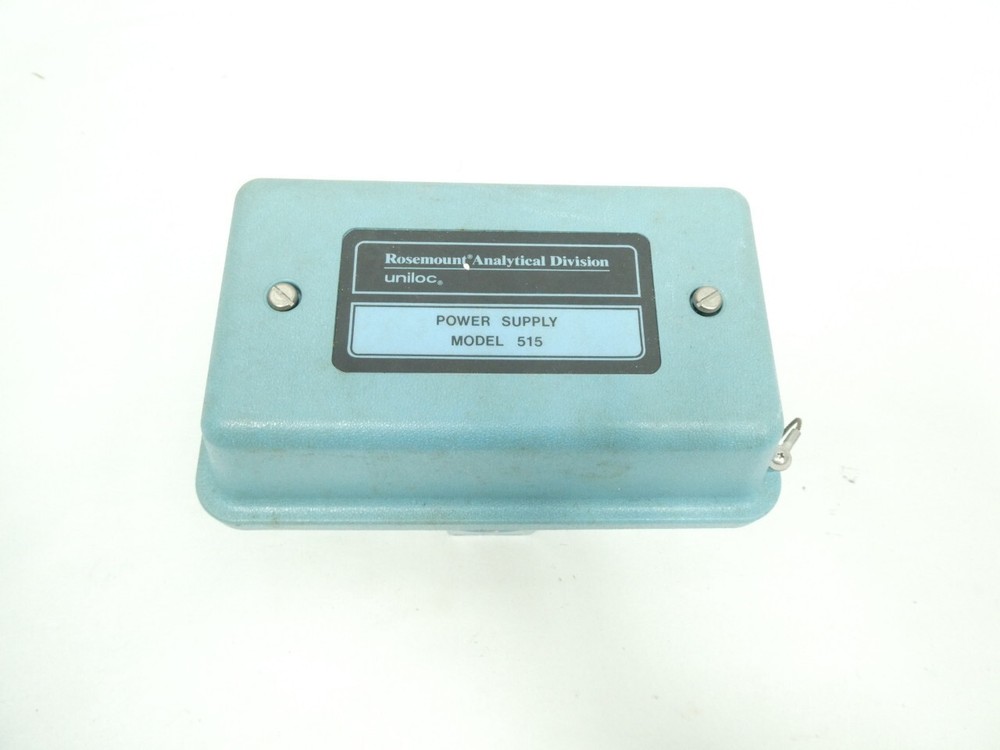 Rosemount® Analytical Division
uniloc®
POWER SUPPLY
MODEL 515